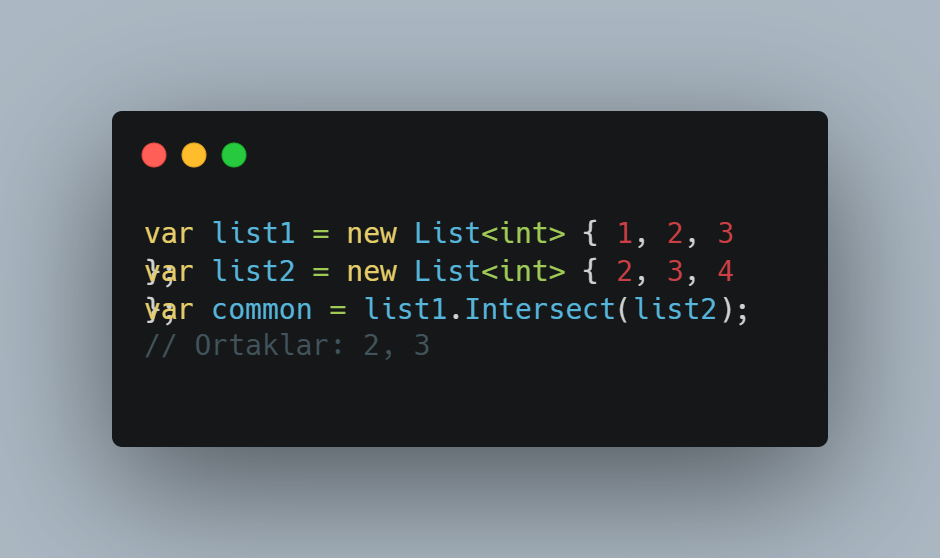 var list1 = new List<int> { 1, 2, 3
};
var list2 = new List<int> { 2, 3, 4
};
var common = list1.Intersect(list2);
// Ortaklar: 2, 3